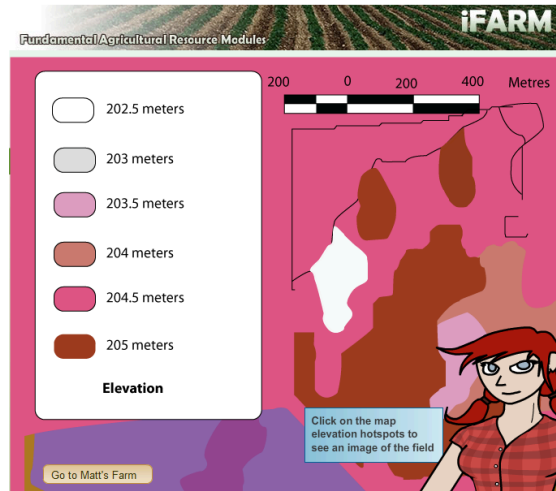 iFARM
Fundamental Agricultural Resource Modules
200 0 200 400 Metres
202.5 meters
203 meters
203.5 meters
204 meters
204.5 meters
205 meters
Elevation
Click on the map
elevation hotspots to
see an image of the field
Go to Matt's Farm